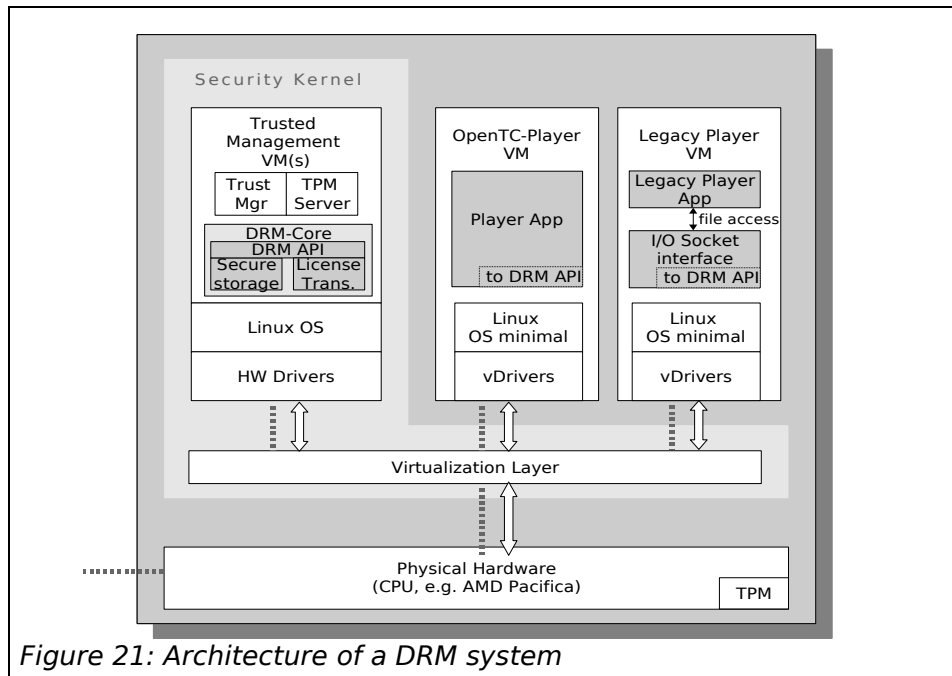 Security Kernel
Trusted
Management
VM(s)
Trust
Mgr
TPM
Server
DRM-Core
DRM API
Secure
storage
License
Trans.
Linux OS
HW Drivers
OpenTC-Player
VM
Player App
to DRM API
Linux
OS minimal
vDrivers
Legacy Player
VM
Legacy Player
App
file access
I/O Socket
interface
to DRM API
Linux
OS minimal
vDrivers
Virtualization Layer
Physical Hardware
(CPU, e.g. AMD Pacifica)
TPM
Figure 21: Architecture of a DRM system